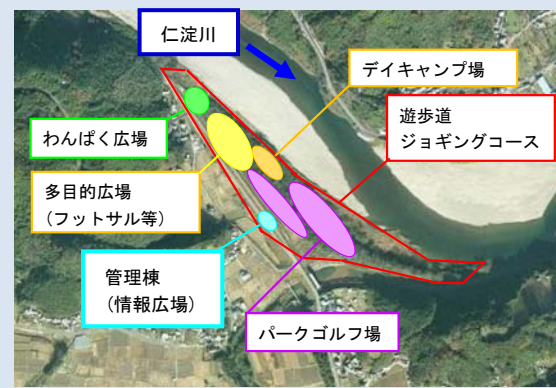 仁淀川
デイキャンプ場
遊歩道
ジョギングコース
わんぱく広場
多目的広場
(フットサル等)
管理棟
(情報広場)
パークゴルフ場